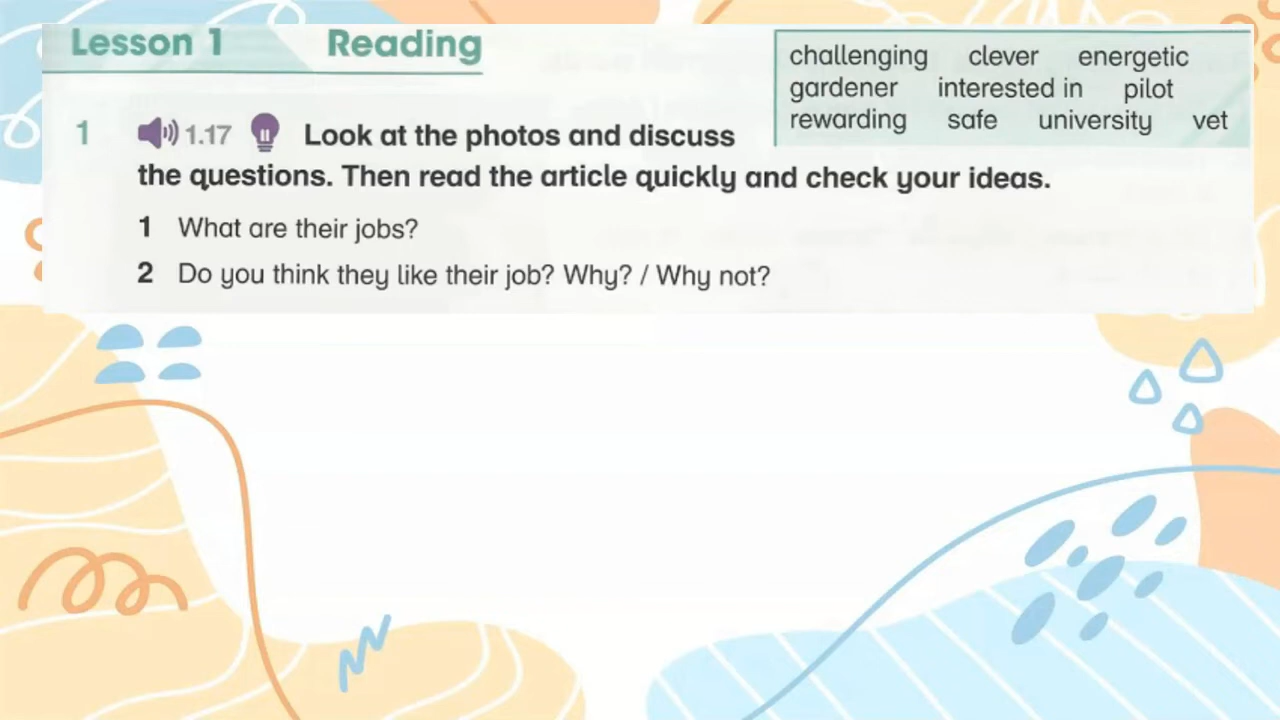 Lesson 1 Reading
challenging clever energetic
gardener interested in pilot
rewarding safe university vet
1 1.17 Look at the photos and discuss
the questions. Then read the article quickly and check your ideas.
1 What are their jobs?
2 Do you think they like their job? Why? / Why not?